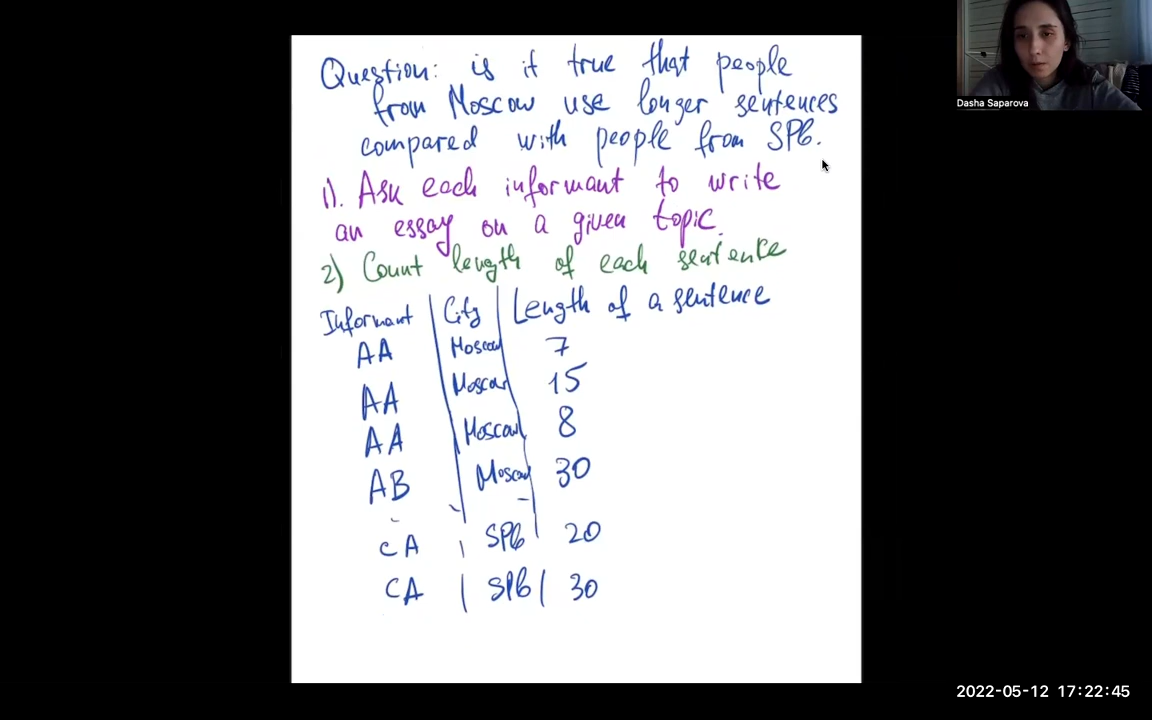 Question: is it true that people
from Moscow use longer sentences
compared with people from SPb.
1). Ask each informant to write
an essay on a given topic.
2) Count length of each sentence
Informant | City | Length of a sentence
AA Moscow 7
AA Moscow 15
AA Moscow 8
AB Moscow 30
CA | SPb | 20
CA | SPb | 30
Dasha Saparova
2022-05-12 17:22:45